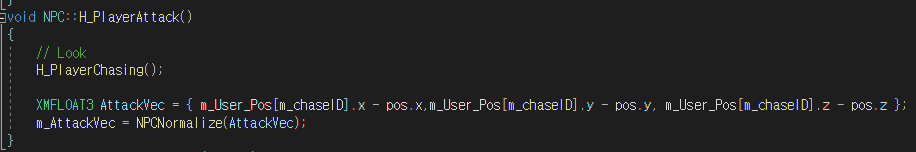 void NPC::H_PlayerAttack()
{
// Look
H_PlayerChasing();
XMFLOAT3 AttackVec = { m_User_Pos[m_chaseID].x - pos.x,m_User_Pos[m_chaseID].y - pos.y, m_User_Pos[m_chaseID].z - pos.z };
m_AttackVec = NPCNormalize(AttackVec);
}